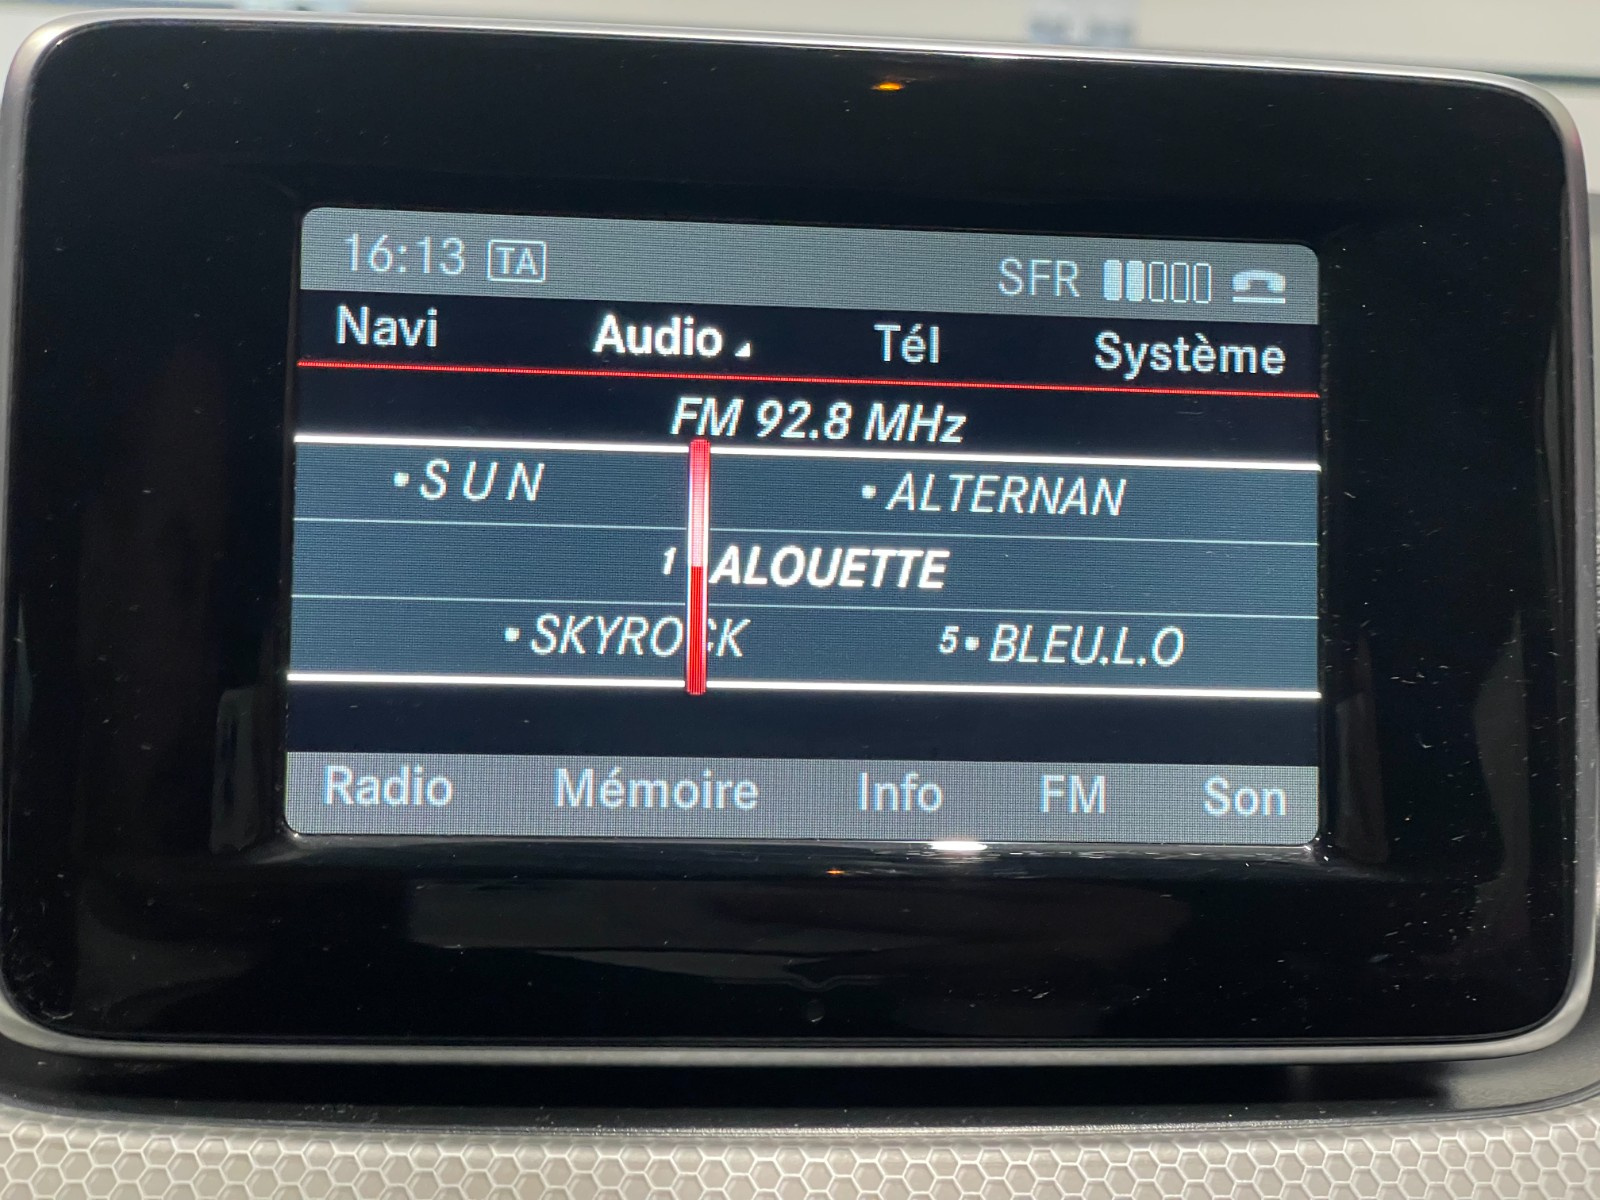 16:13 TA SFR
Navi Audio Tél Système
FM 92.8 MHz
•SUN •ALTERNAN
1 ALOUETTE
•SKYROCK 5•BLEU.L.O
Radio Mémoire Info FM Son